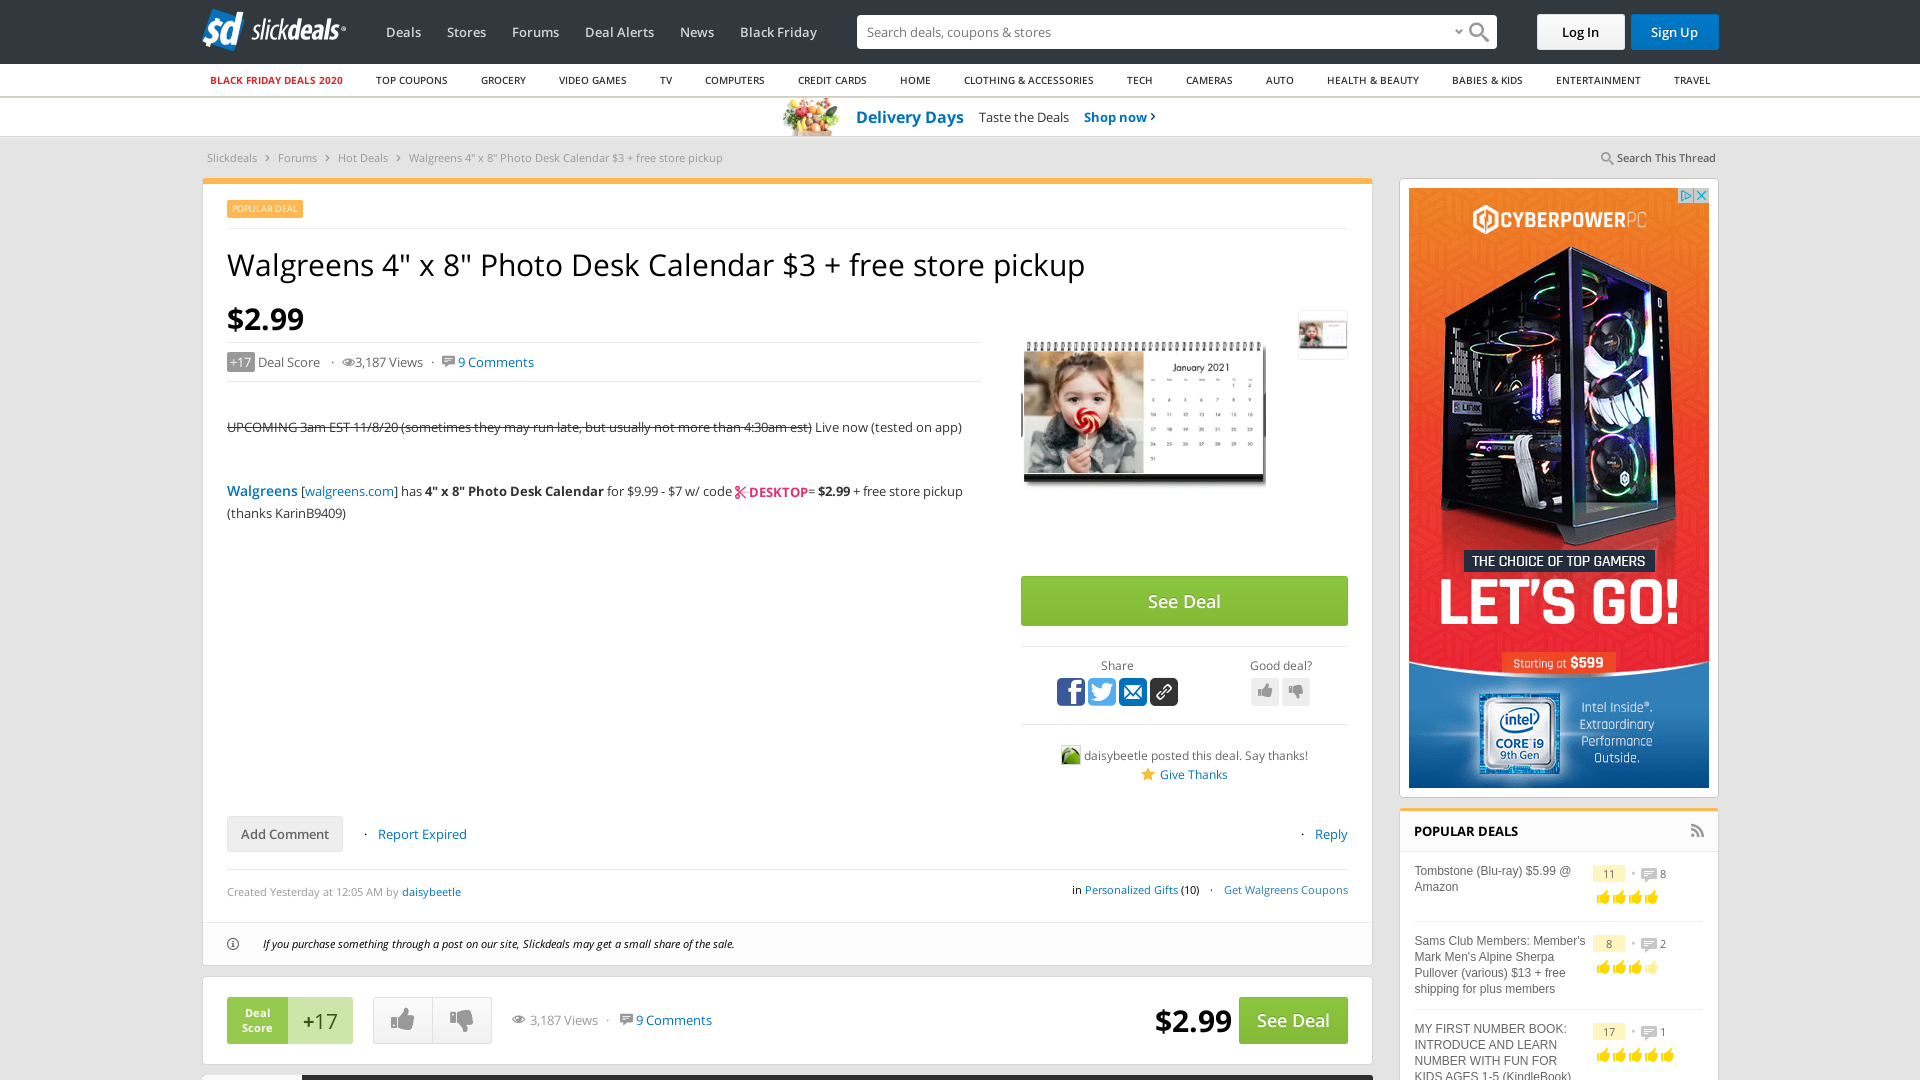 slickdeals
Deals Stores Forums Deal Alerts News Black Friday
Search deals, coupons & shops
Log In
Sign Up
BLACK FRIDAY DEALS 2020 TOP COUPONS GROCERY VIDEO GAMES TV COMPUTERS CREDIT CARDS HOME CLOTHING & ACCESSORIES TECH CAMERAS AUTO HEALTH & BEAUTY BABIES & KIDS ENTERTAINMENT TRAVEL
Delivery Days Taste the Deals Shop now ›
Slickdeals › Forums › Hot Deals › Walgreens 4" x 8" Photo Desk Calendar $3 + free store pickup
Search This Thread
POPULAR DEAL
Walgreens 4" x 8" Photo Desk Calendar $3 + free store pickup
$2.99
+17 Deal Score · 3,187 Views · 9 Comments
UPCOMING 3am EST 11/8/20 (sometimes they may run late, but usually not more than 4:30am est) Live now (tested on app)
Walgreens [walgreens.com] has 4" x 8" Photo Desk Calendar for $9.99 - $7 w/ code DESKTOP= $2.99 + free store pickup
(thanks KarinB9409)
January 2021
See Deal
Share
Good deal?
daisybeetle posted this deal. Say thanks!
Give Thanks
Add Comment · Report Expired
· Reply
Created Yesterday at 12:05 AM by daisybeetle
in Personalized Gifts (10) · Get Walgreens Coupons
If you purchase something through a post on our site, Slickdeals may get a small share of the sale.
Deal
Score
+17
3,187 Views · 9 Comments
$2.99
See Deal
CYBERPOWERPC
THE CHOICE OF TOP GAMERS
LET'S GO!
Starting at $599
intel
CORE i9
9th Gen
Intel Inside®.
Extraordinary
Performance
Outside.
POPULAR DEALS
Tombstone (Blu-ray) $5.99 @
Amazon
11 • 8
Sams Club Members: Member's
Mark Men's Alpine Sherpa
Pullover (various) $13 + free
shipping for plus members
8 • 2
MY FIRST NUMBER BOOK:
INTRODUCE AND LEARN
NUMBER WITH FUN FOR
KIDS AGES 1-5 (KindleBook)
17 • 1